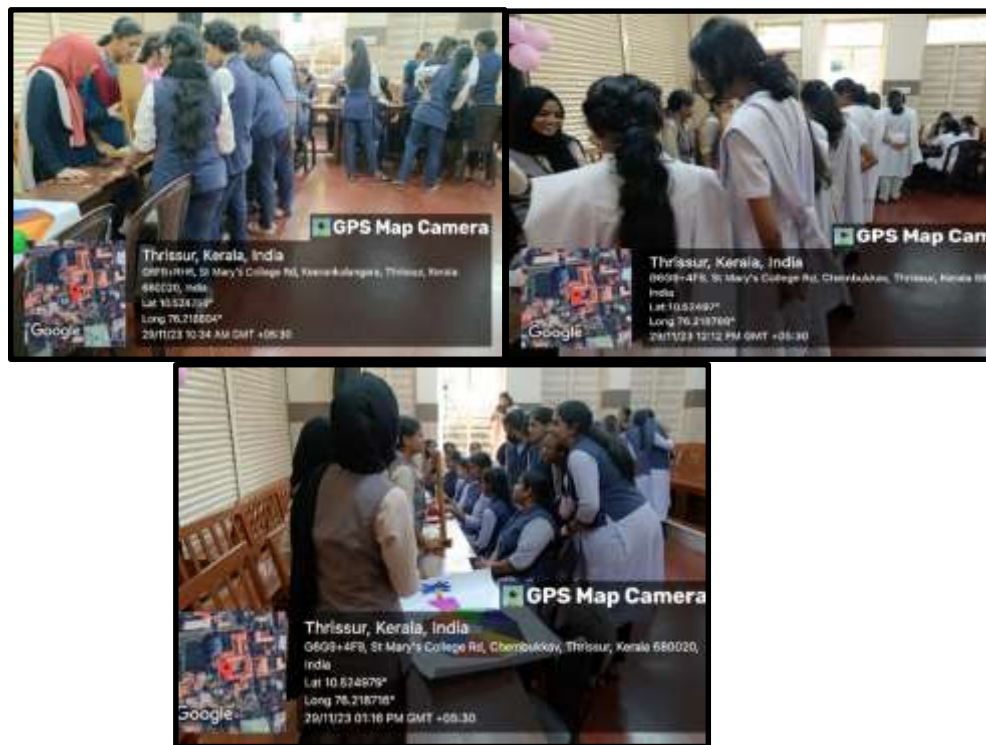 GPS Map Camera
Thrissur, Kerala, India
St Mary's College Rd, Keerankulangara, Thrissur, Kerala
680020, India
Lat 10.524759°
Long 76.218804°
29/11/23 10:34 AM GMT +05:30
Google
GPS Map Cam
Thrissur, Kerala, India
G6G9+4F8, St Mary's College Rd, Chembukkav, Thrissur, Kerala
India
Lat 10.52497°
Long 76.218769°
29/11/23 12:12 PM GMT +05:30
Google
GPS Map Camera
Thrissur, Kerala, India
G6G9+4F8, St Mary's College Rd, Chembukkav, Thrissur, Kerala 680020,
India
Lat 10.524979°
Long 76.218716°
29/11/23 01:16 PM GMT +05:30
Google